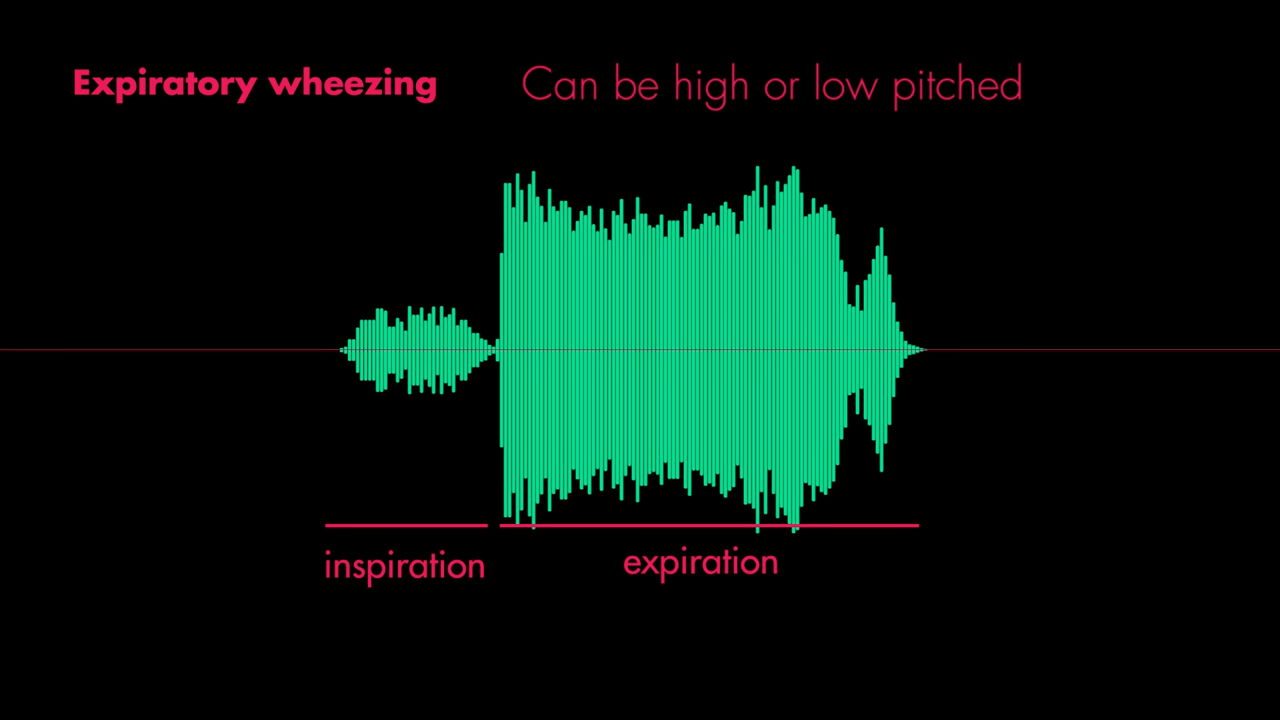 Expiratory wheezing
Can be high or low pitched
inspiration
expiration